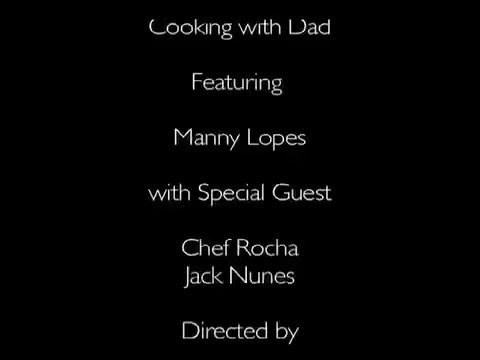 Cooking with Dad
Featuring
Manny Lopes
with Special Guest
Chef Rocha
Jack Nunes
Directed by